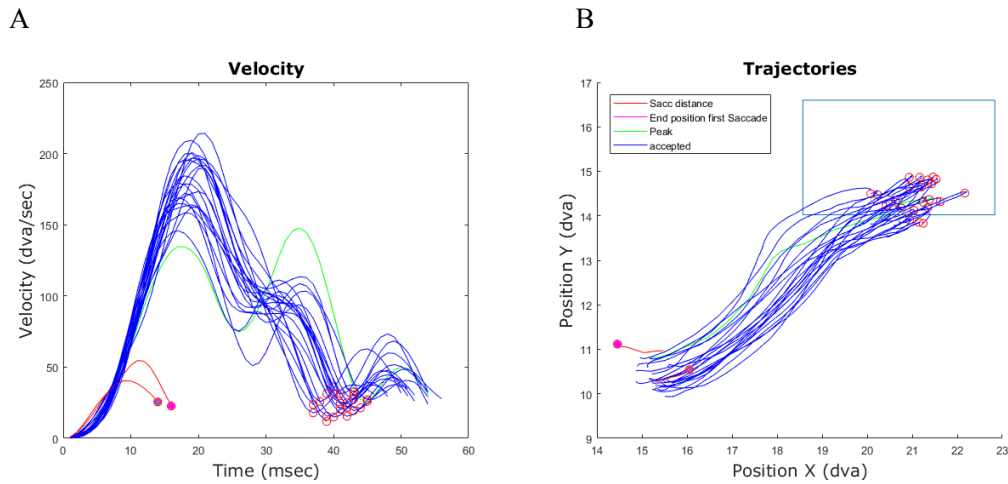 A
B
Velocity
250
200
150
100
50
0
Velocity (dva/sec)
0 10 20 30 40 50 60
Time (msec)
Trajectories
17
16
15
14
13
12
11
10
9
Position Y (dva)
Sacc distance
End position first Saccade
Peak
accepted
14 15 16 17 18 19 20 21 22 23
Position X (dva)